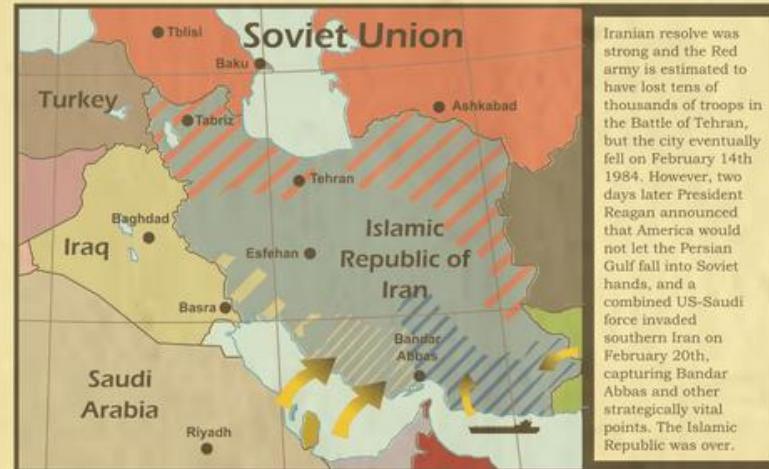 Tblisi
Soviet Union
Baku
Turkey
Ashkabad
Tabriz
Tehran
Baghdad
Islamic
Republic of
Iran
Iraq
Esfehan
Basra
Bandar
Abbas
Saudi
Arabia
Riyadh
Iranian resolve was
strong and the Red
army is estimated to
have lost tens of
thousands of troops in
the Battle of Tehran,
but the city eventually
fell on February 14th
1984. However, two
days later President
Reagan announced
that America would
not let the Persian
Gulf fall into Soviet
hands, and a
combined US-Saudi
force invaded
southern Iran on
February 20th,
capturing Bandar
Abbas and other
strategically vital
points. The Islamic
Republic was over.